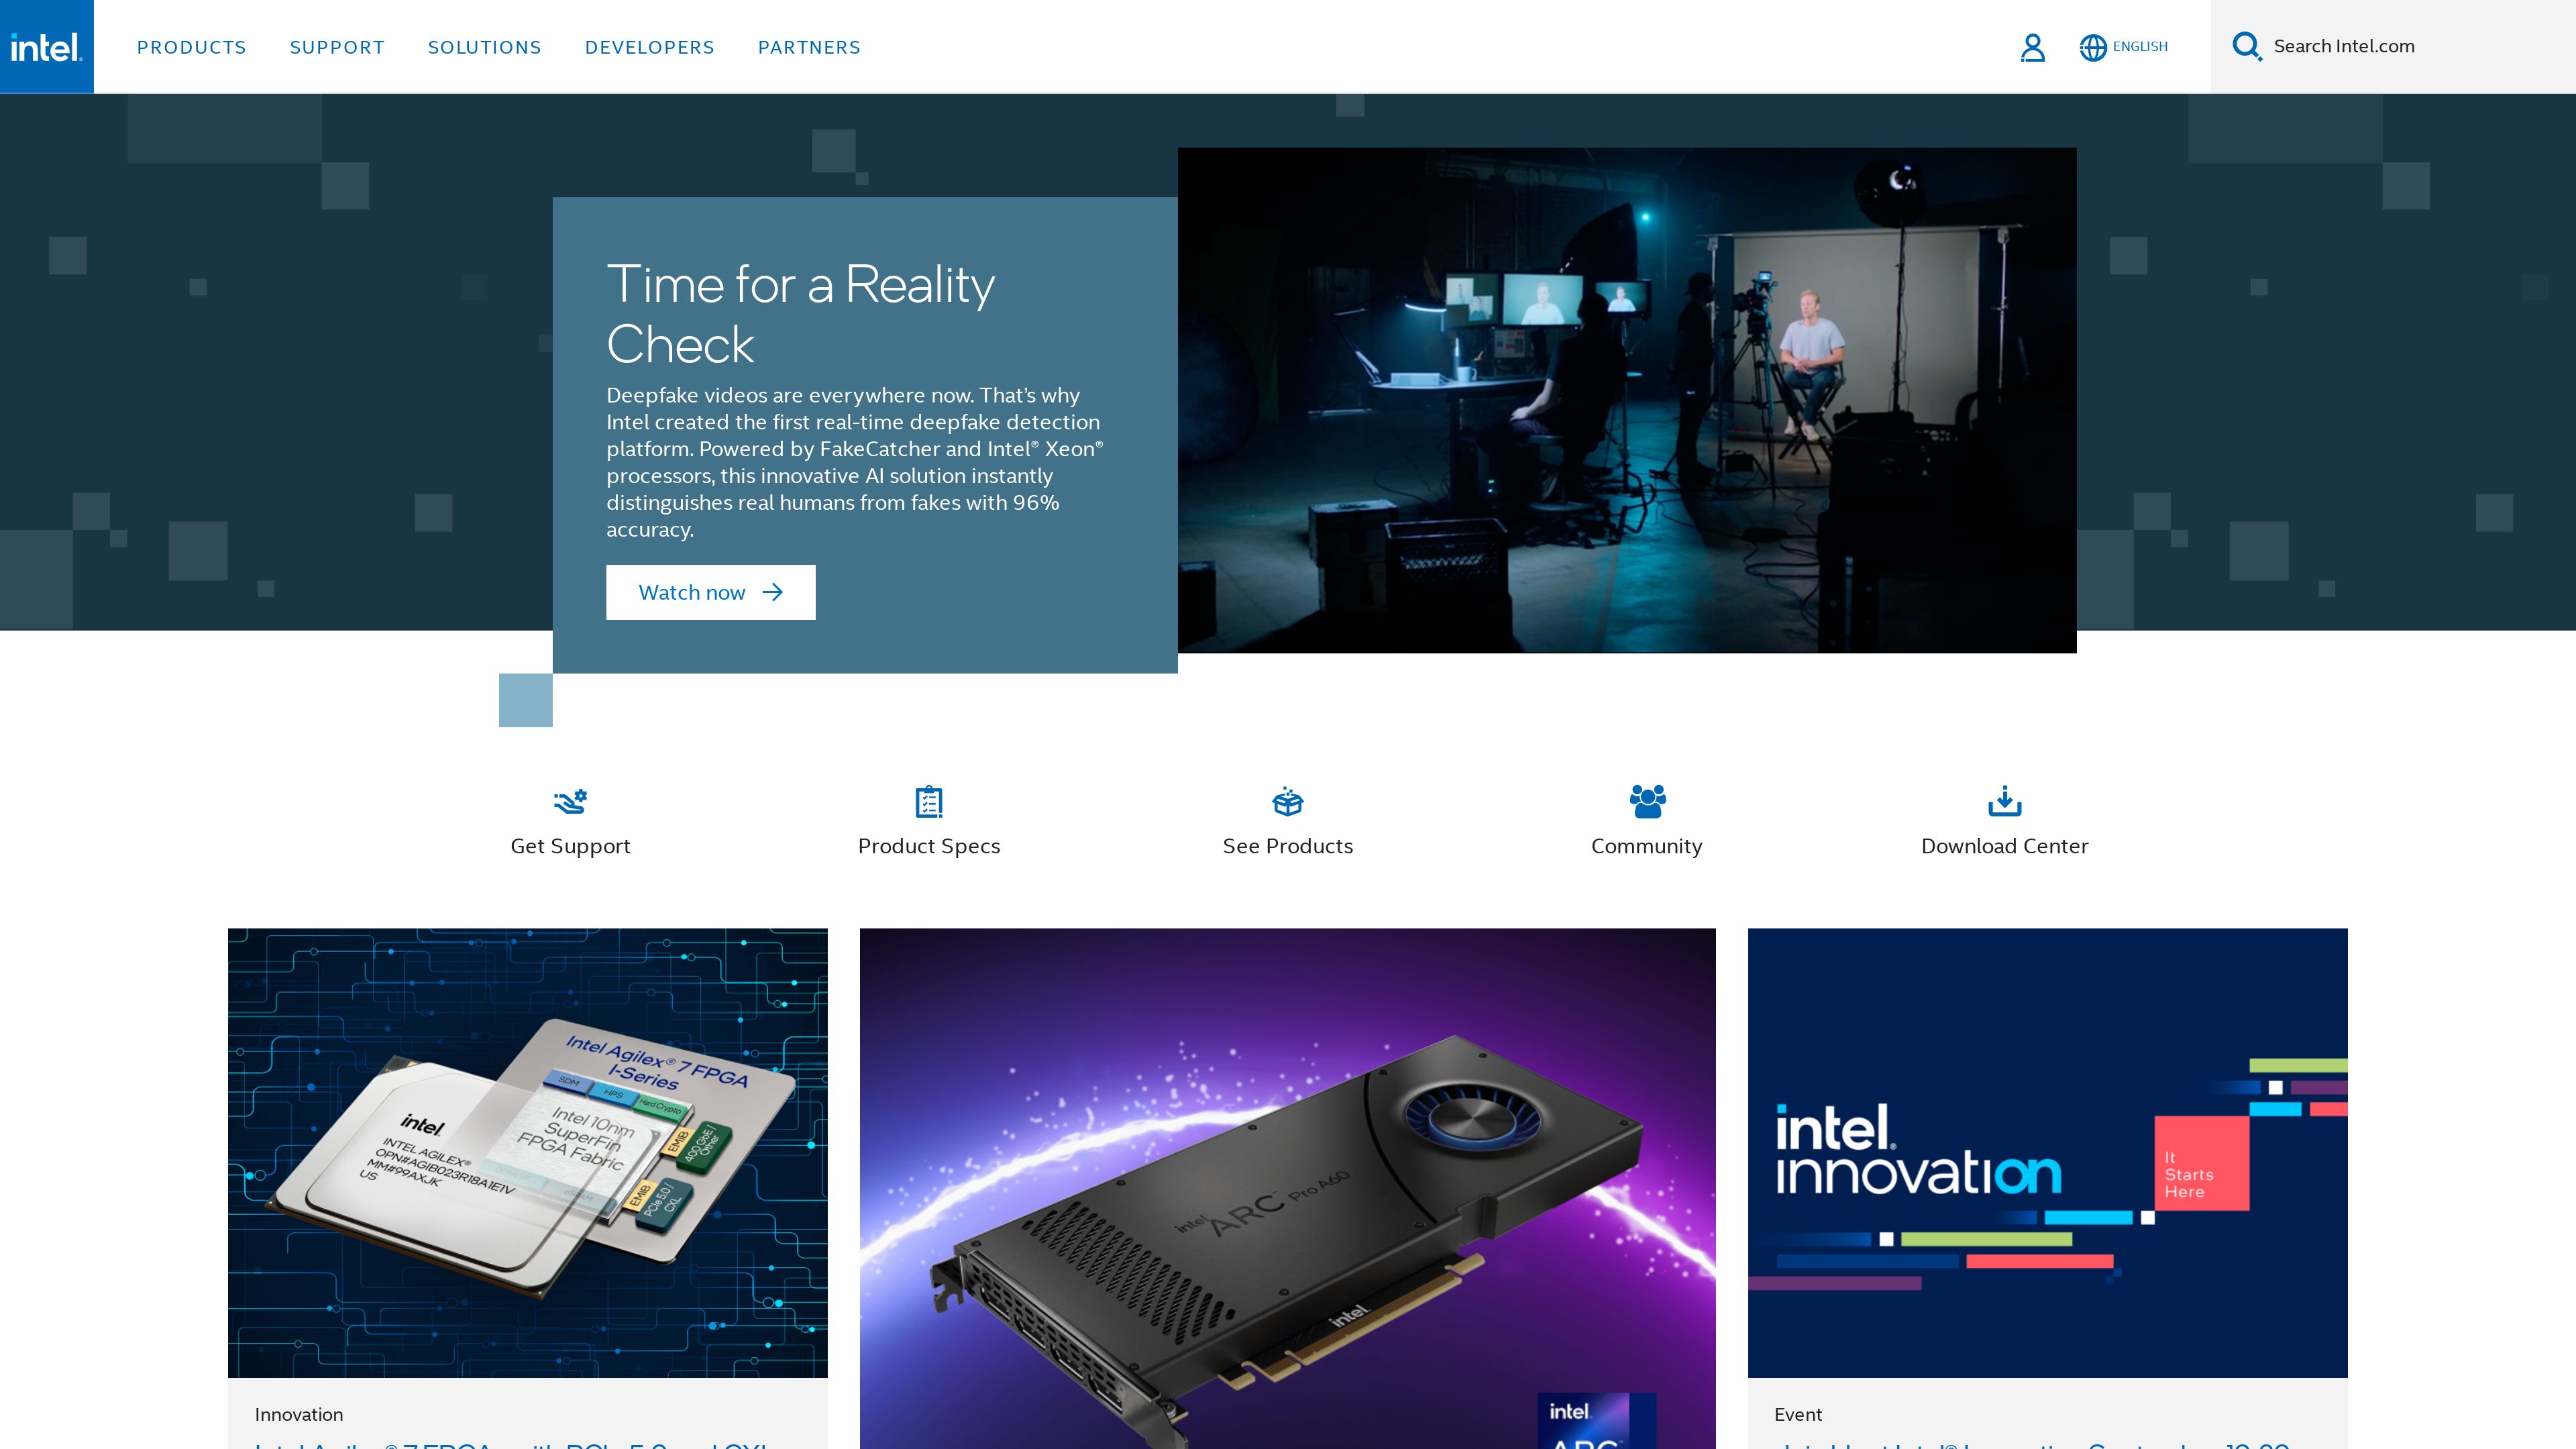 intel.
PRODUCTS
SUPPORT
SOLUTIONS
DEVELOPERS
PARTNERS
ENGLISH
Search Intel.com
Time for a Reality
Check
Deepfake videos are everywhere now. That’s why
Intel created the first real-time deepfake detection
platform. Powered by FakeCatcher and Intel® Xeon®
processors, this innovative AI solution instantly
distinguishes real humans from fakes with 96%
accuracy.
Watch now
Get Support
Product Specs
See Products
Community
Download Center
Intel Agilex® 7 FPGA
I-Series
SDM
HPS
Hard Crypto
Intel 10nm
SuperFin
FPGA Fabric
EMIB
400 GbE /
Other
EMIB
PCIe 5.0 /
CXL
intel.
INTEL AGILEX®
OPN#AGIB023R18A1E1V
MM#99AXJK
US
intel ARC Pro A60
intel.
intel.
ARC
intel.
innovation
It
Starts
Here
Innovation
Event